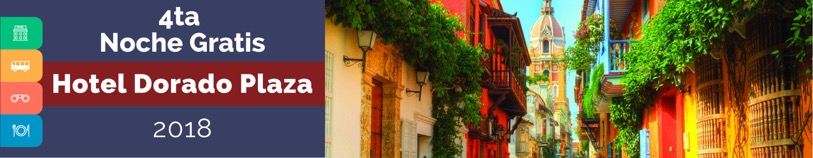 4ta
Noche Gratis
Hotel Dorado Plaza
2018